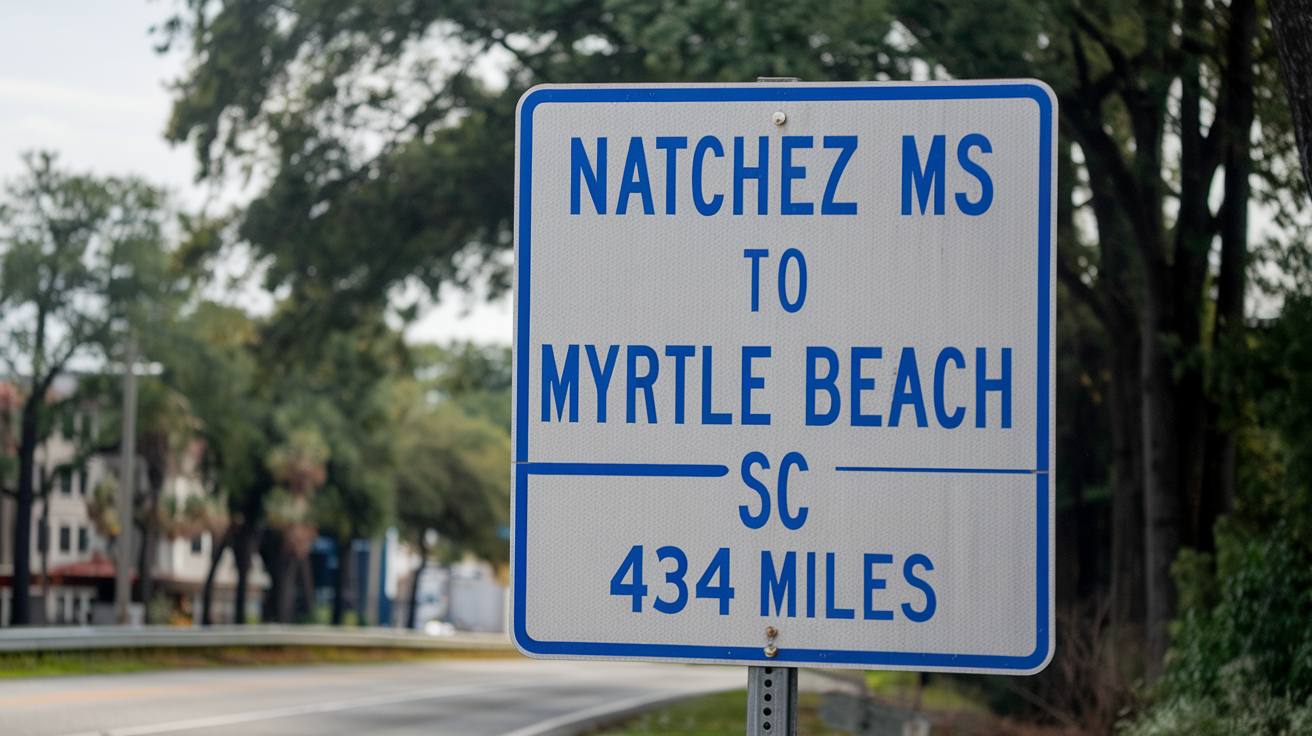 NATCHEZ MS
TO
MYRTLE BEACH
SC
434 MILES